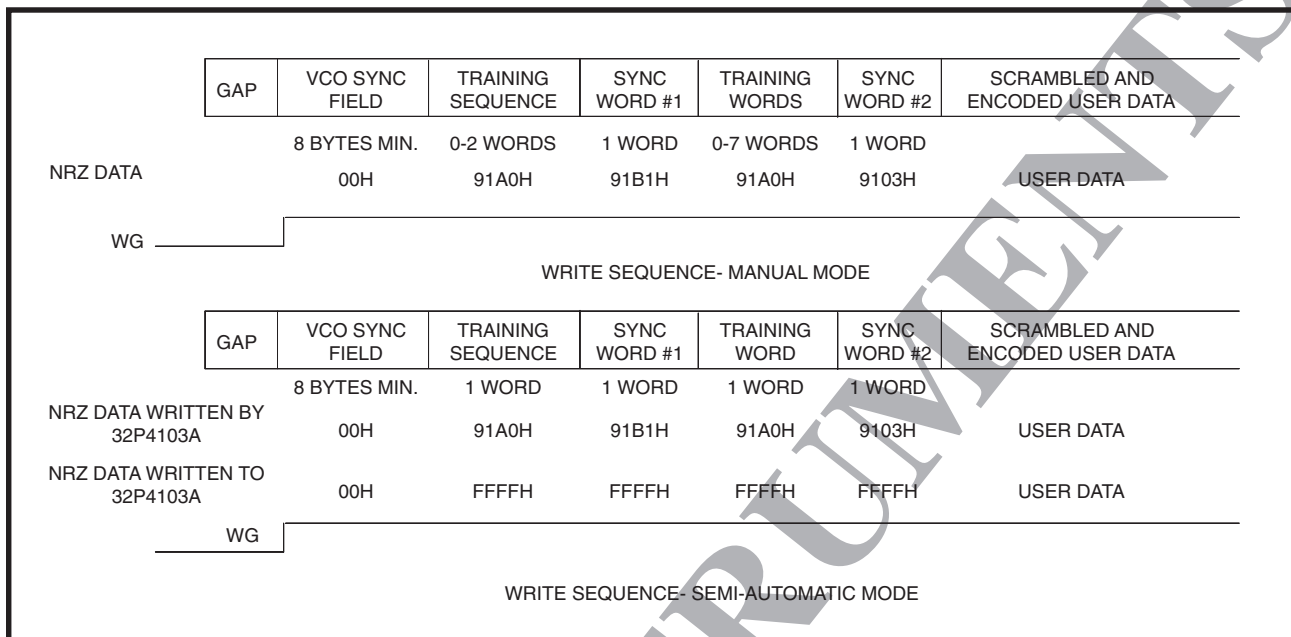 GAP VCO SYNC FIELD TRAINING SEQUENCE SYNC WORD #1 TRAINING WORDS SYNC WORD #2 SCRAMBLED AND ENCODED USER DATA
8 BYTES MIN. 0-2 WORDS 1 WORD 0-7 WORDS 1 WORD
NRZ DATA 00H 91A0H 91B1H 91A0H 9103H USER DATA
WG
WRITE SEQUENCE- MANUAL MODE
GAP VCO SYNC FIELD TRAINING SEQUENCE SYNC WORD #1 TRAINING WORD SYNC WORD #2 SCRAMBLED AND ENCODED USER DATA
8 BYTES MIN. 1 WORD 1 WORD 1 WORD 1 WORD
NRZ DATA WRITTEN BY 32P4103A 00H 91A0H 91B1H 91A0H 9103H USER DATA
NRZ DATA WRITTEN TO 32P4103A 00H FFFFH FFFFH FFFFH FFFFH USER DATA
WG
WRITE SEQUENCE- SEMI-AUTOMATIC MODE
RUMENTS